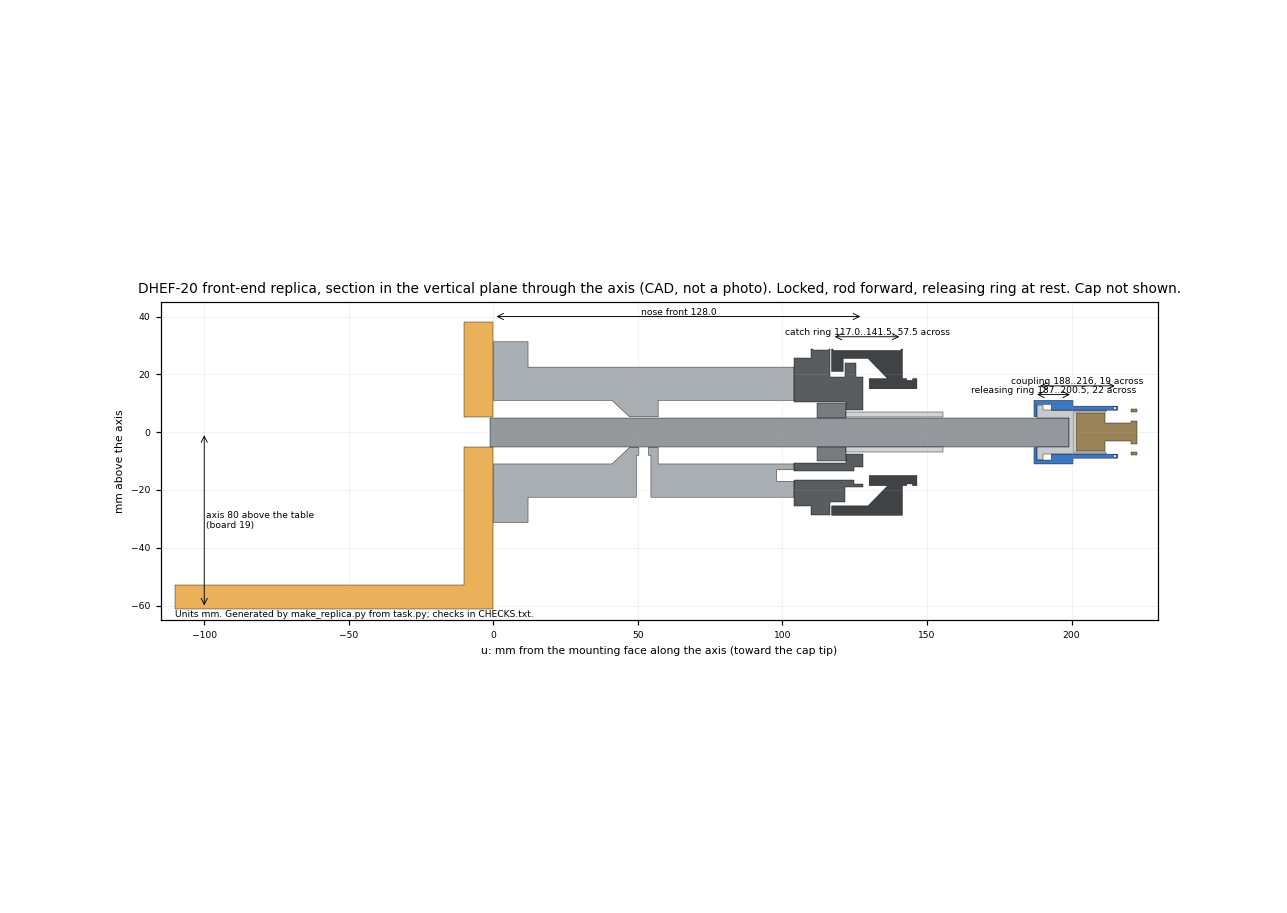 DHEF-20 front-end replica, section in the vertical plane through the axis (CAD, not a photo). Locked, rod forward, releasing ring at rest. Cap not shown.
nose front 128.0
catch ring 117.0..141.5, 57.5 across
coupling 188..216, 19 across
releasing ring 187..200.5, 22 across
axis 80 above the table
(board 19)
Units mm. Generated by make_replica.py from task.py; checks in CHECKS.txt.
mm above the axis
40
20
0
−20
−40
−60
−100
−50
0
50
100
150
200
u: mm from the mounting face along the axis (toward the cap tip)